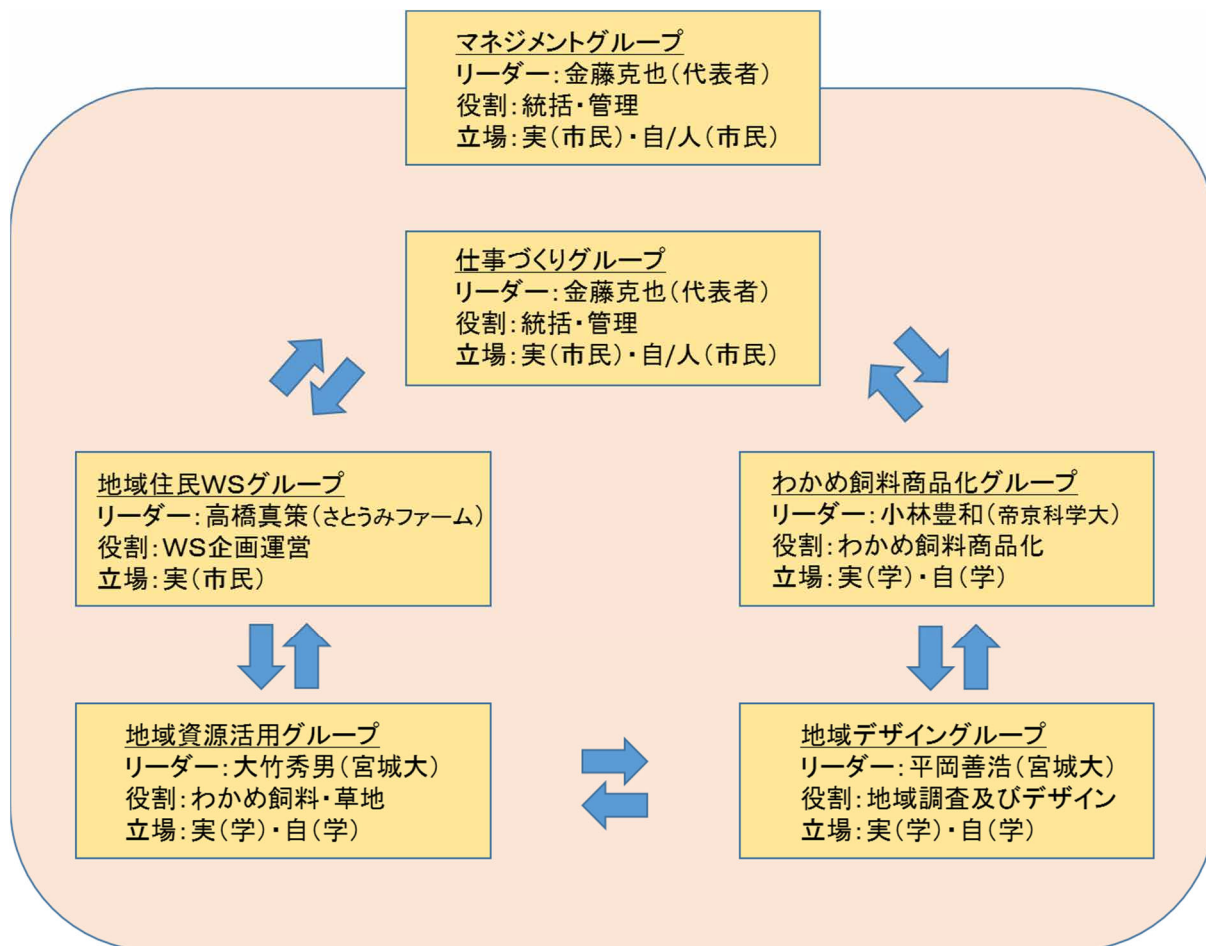 マネジメントグループ
リーダー：金藤克也（代表者）
役割：統括・管理
立場：実（市民）・自/人（市民）
仕事づくりグループ
リーダー：金藤克也（代表者）
役割：統括・管理
立場：実（市民）・自/人（市民）
地域住民ＷＳグループ
リーダー：高橋真策（さとうみファーム）
役割：ＷＳ企画運営
立場：実（市民）
わかめ飼料商品化グループ
リーダー：小林豊和（帝京科学大）
役割：わかめ飼料商品化
立場：実（学）・自（学）
地域資源活用グループ
リーダー：大竹秀男（宮城大）
役割：わかめ飼料・草地
立場：実（学）・自（学）
地域デザイングループ
リーダー：平岡善浩（宮城大）
役割：地域調査及びデザイン
立場：実（学）・自（学）